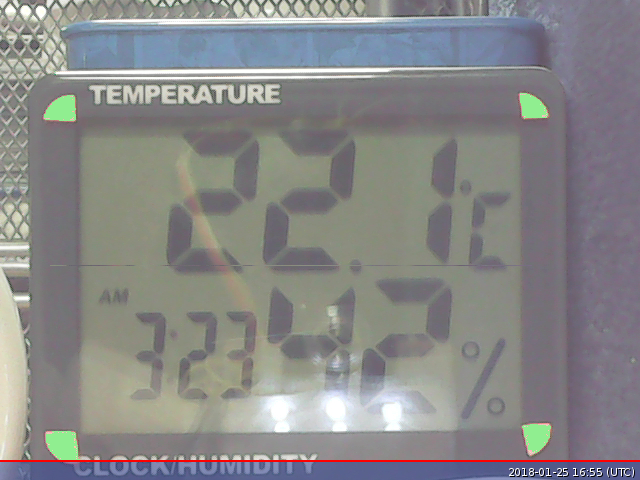 TEMPERATURE
22.1°C
AM
3:23 42%
CLOCK/HUMIDITY
2018-01-25 16:55 (UTC)